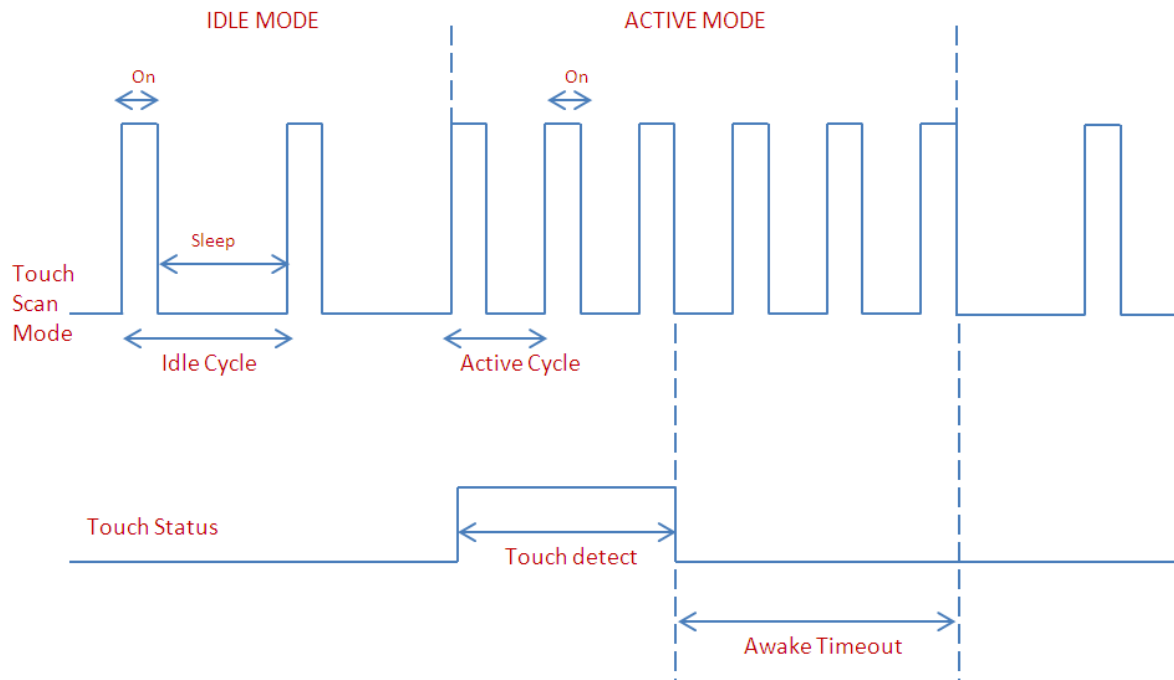 IDLE MODE
ACTIVE MODE
On
On
Sleep
Touch
Scan
Mode
Idle Cycle
Active Cycle
Touch Status
Touch detect
Awake Timeout